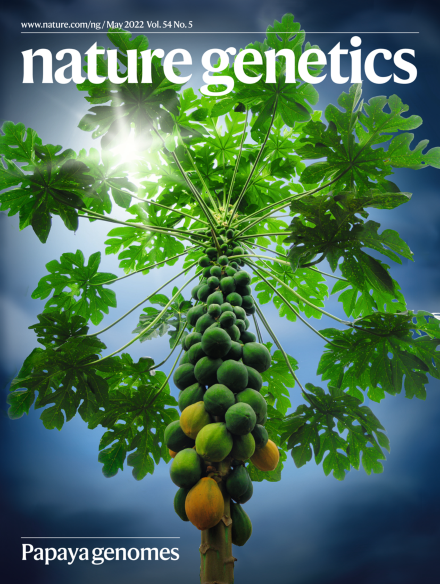 www.nature.com/ng / May 2022 Vol. 54 No. 5
nature genetics
Papaya genomes